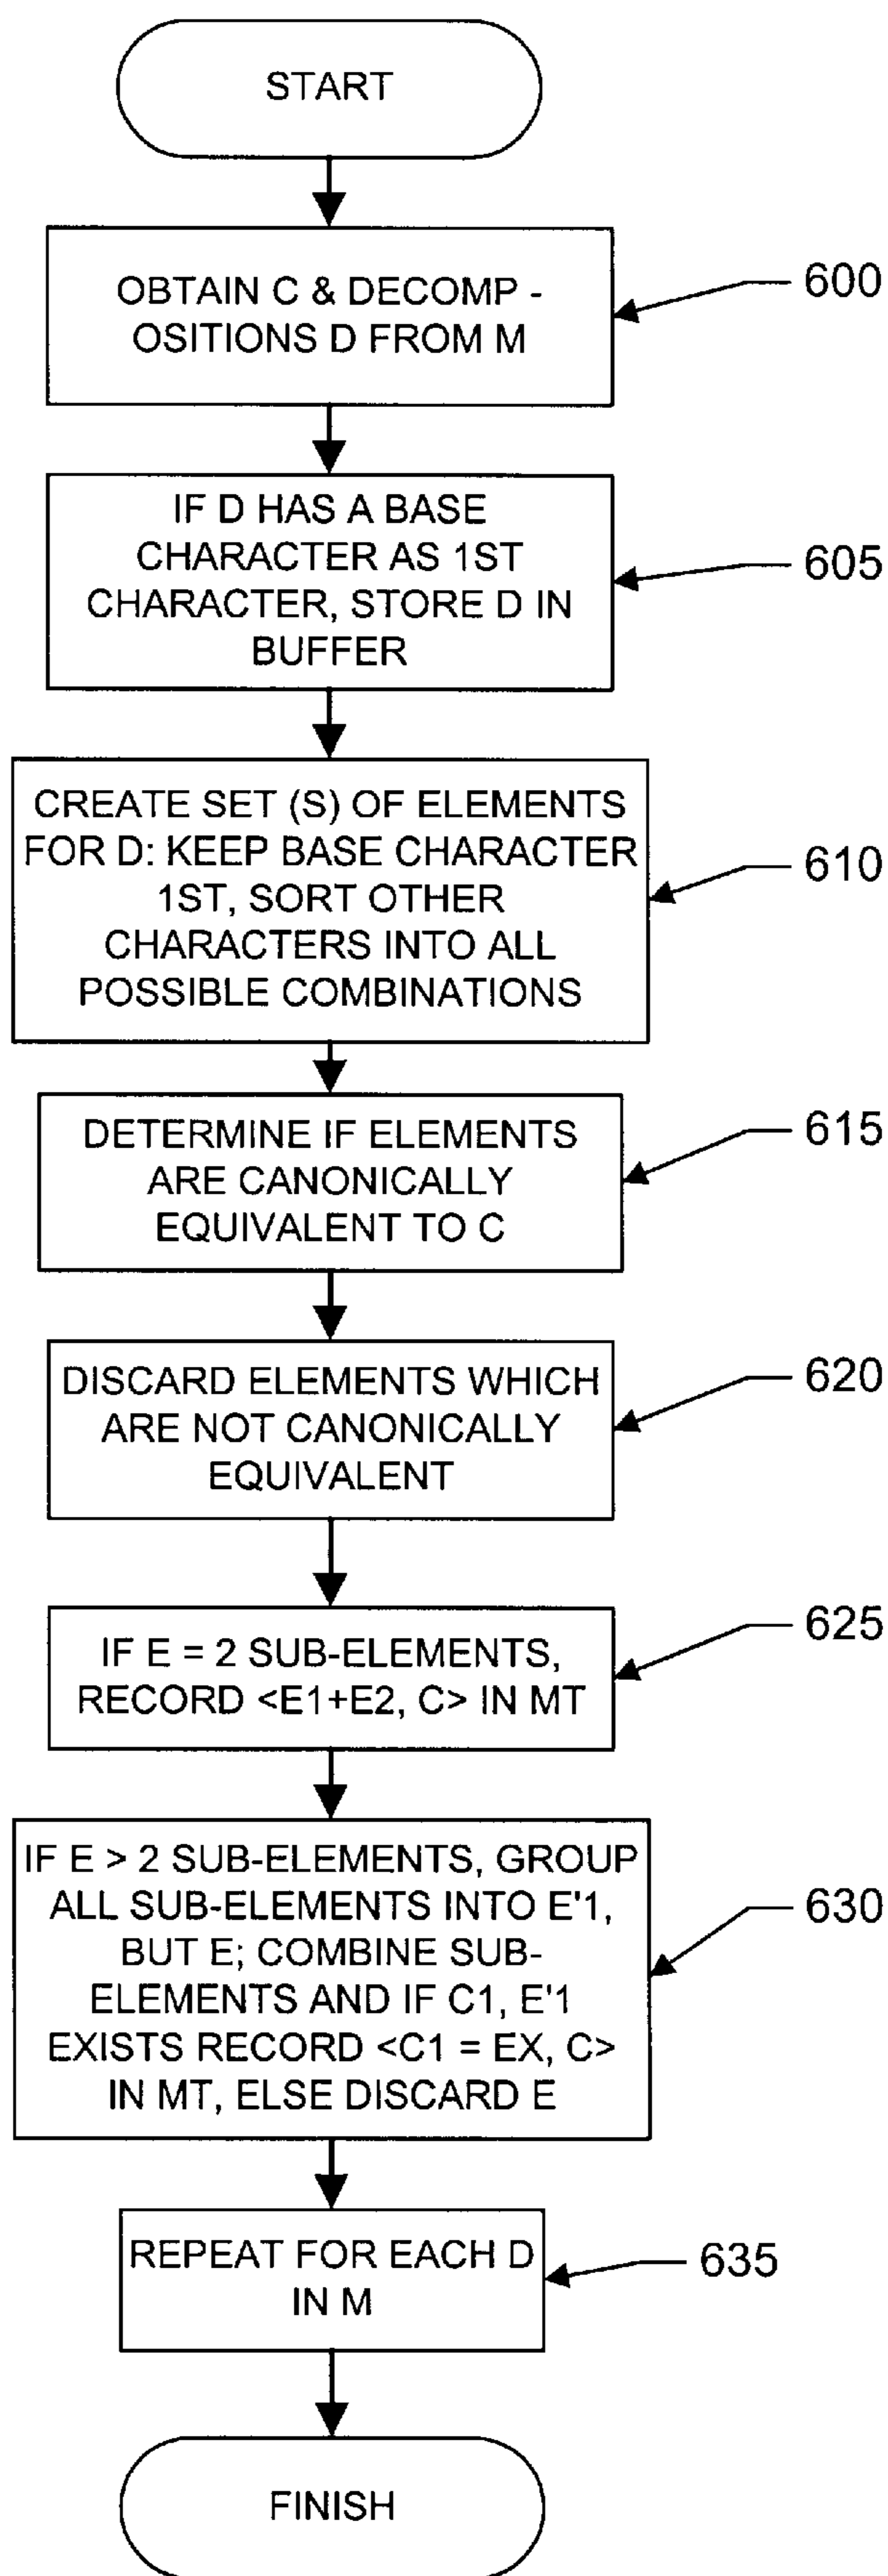 START
OBTAIN C & DECOMP -
OSITIONS D FROM M
600
IF D HAS A BASE
CHARACTER AS 1ST
CHARACTER, STORE D IN
BUFFER
605
CREATE SET (S) OF ELEMENTS
FOR D: KEEP BASE CHARACTER
1ST, SORT OTHER
CHARACTERS INTO ALL
POSSIBLE COMBINATIONS
610
DETERMINE IF ELEMENTS
ARE CANONICALLY
EQUIVALENT TO C
615
DISCARD ELEMENTS WHICH
ARE NOT CANONICALLY
EQUIVALENT
620
IF E = 2 SUB-ELEMENTS,
RECORD <E1+E2, C> IN MT
625
IF E > 2 SUB-ELEMENTS, GROUP
ALL SUB-ELEMENTS INTO E'1,
BUT E; COMBINE SUB-
ELEMENTS AND IF C1, E'1
EXISTS RECORD <C1 = EX, C>
IN MT, ELSE DISCARD E
630
REPEAT FOR EACH D
IN M
635
FINISH